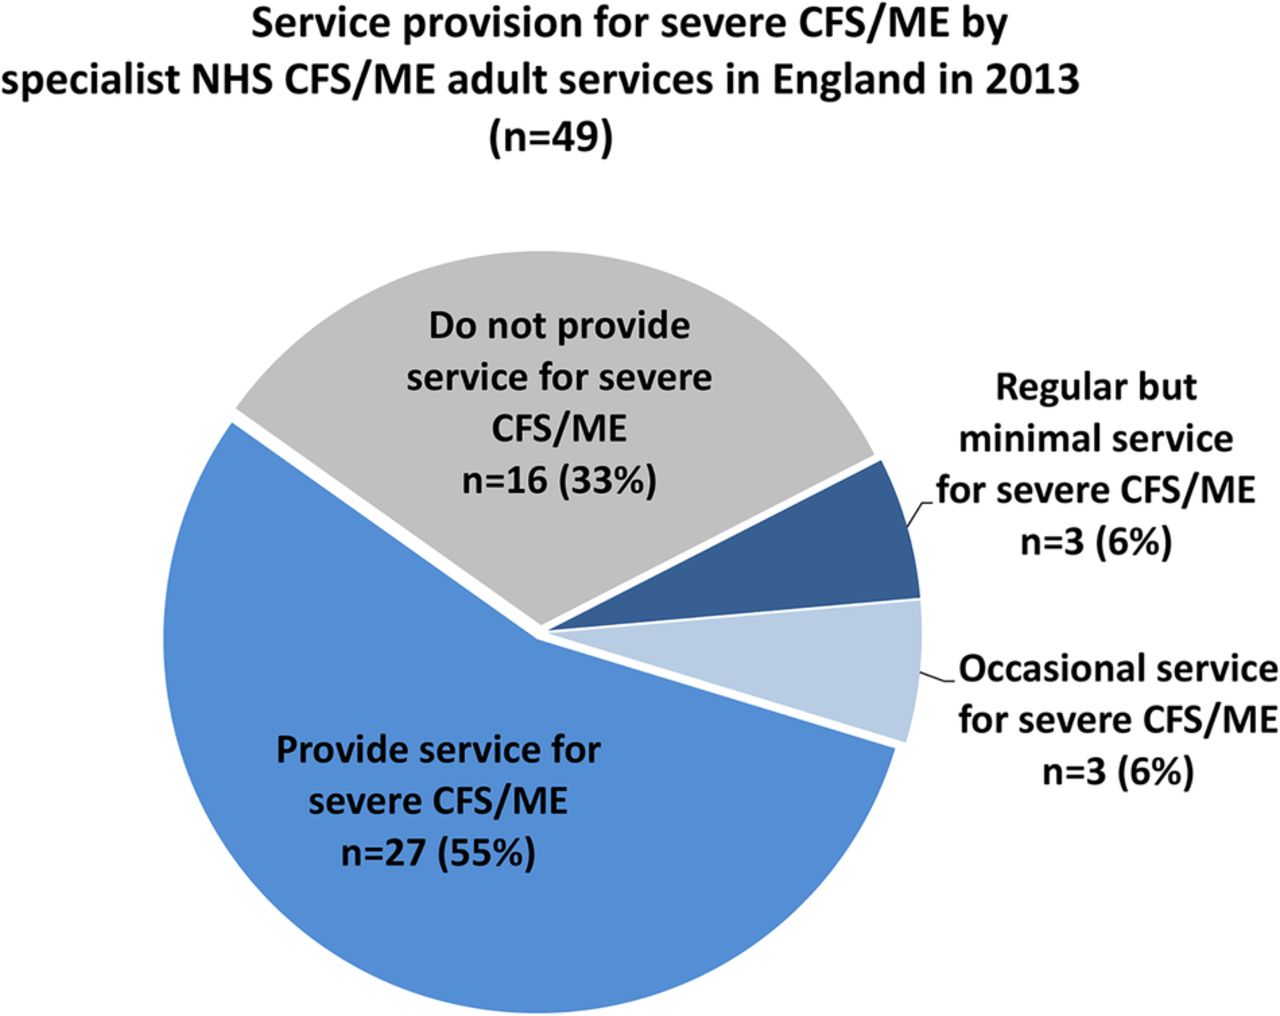 Service provision for severe CFS/ME by
specialist NHS CFS/ME adult services in England in 2013
(n=49)
Do not provide
service for severe
CFS/ME
n=16 (33%)
Regular but
minimal service
for severe CFS/ME
n=3 (6%)
Occasional service
for severe CFS/ME
n=3 (6%)
Provide service for
severe CFS/ME
n=27 (55%)